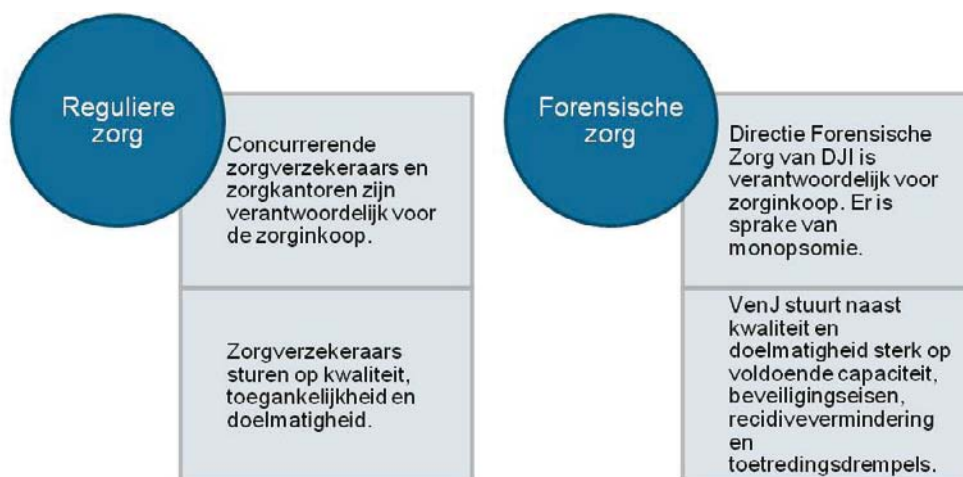 Reguliere
zorg
Concurrerende
zorgverzekeraars en
zorgkantoren zijn
verantwoordelijk voor
de zorginkoop.
Zorgverzekeraars
sturen op kwaliteit,
toegankelijkheid en
doelmatigheid.
Forensische
zorg
Directie Forensische
Zorg van DJI is
verantwoordelijk voor
zorginkoop. Er is
sprake van
monopsomie.
VenJ stuurt naast
kwaliteit en
doelmatigheid sterk op
voldoende capaciteit,
beveiligingseisen,
recidivevermindering
en
toetredingsdrempels.